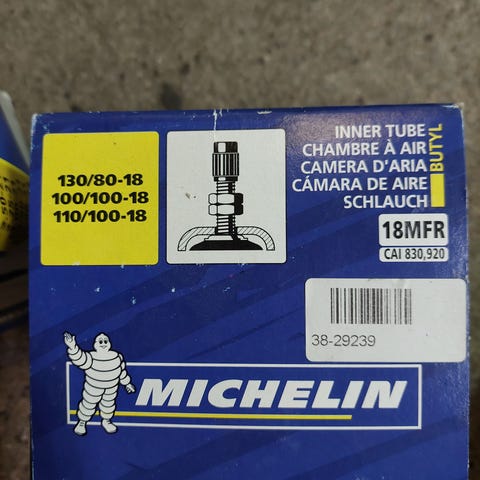 130/80-18
100/100-18
110/100-18
INNER TUBE
CHAMBRE À AIR
CAMERA D'ARIA
CÁMARA DE AIRE
SCHLAUCH
BUTYL
18MFR
CAI 830,920
38-29239
MICHELIN